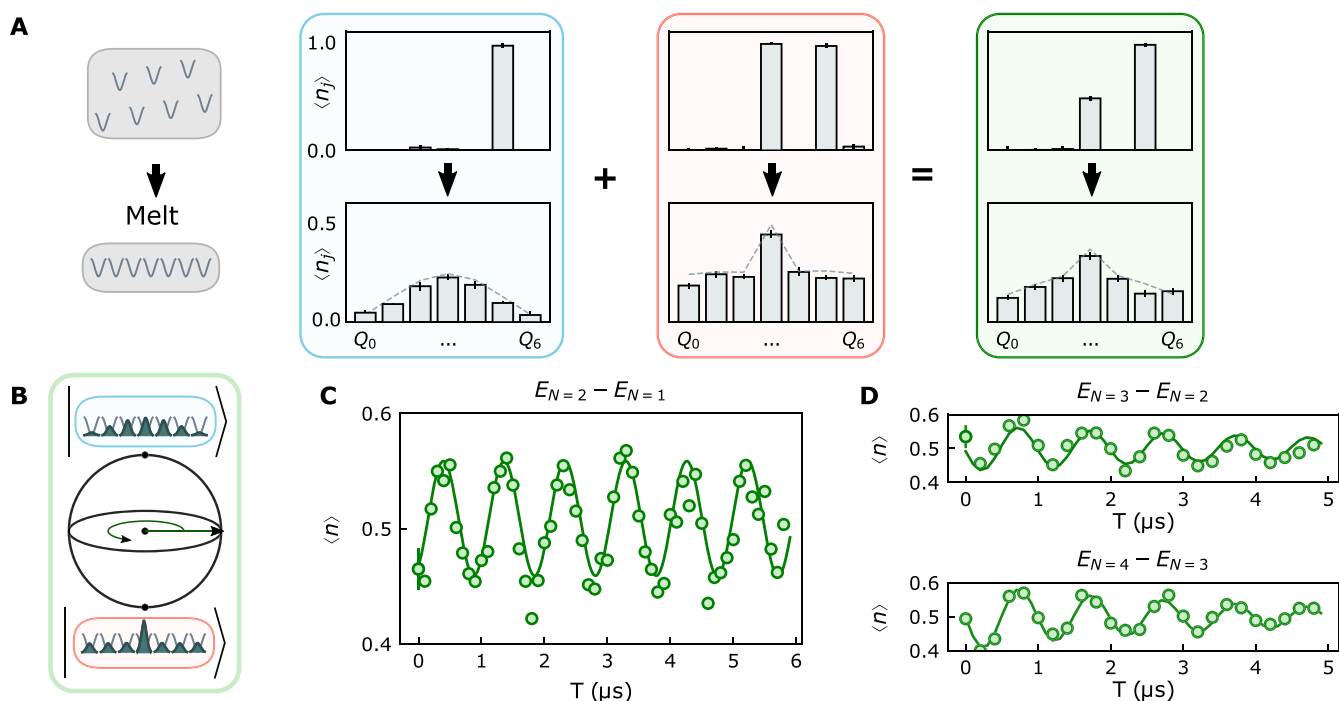 A
Melt
⟨n_j⟩
1.0
0.0
⟨n_j⟩
0.5
0.0
Q_0 ... Q_6
+
⟨n_j⟩
Q_0 ... Q_6
=
⟨n_j⟩
Q_0 ... Q_6
B
C
E_{N=2} − E_{N=1}
⟨n⟩
0.6
0.5
0.4
0 1 2 3 4 5 6
T (µs)
D
E_{N=3} − E_{N=2}
⟨n⟩
0.6
0.5
0.4
0 1 2 3 4 5
T (µs)
E_{N=4} − E_{N=3}
⟨n⟩
0.6
0.5
0.4
0 1 2 3 4 5
T (µs)